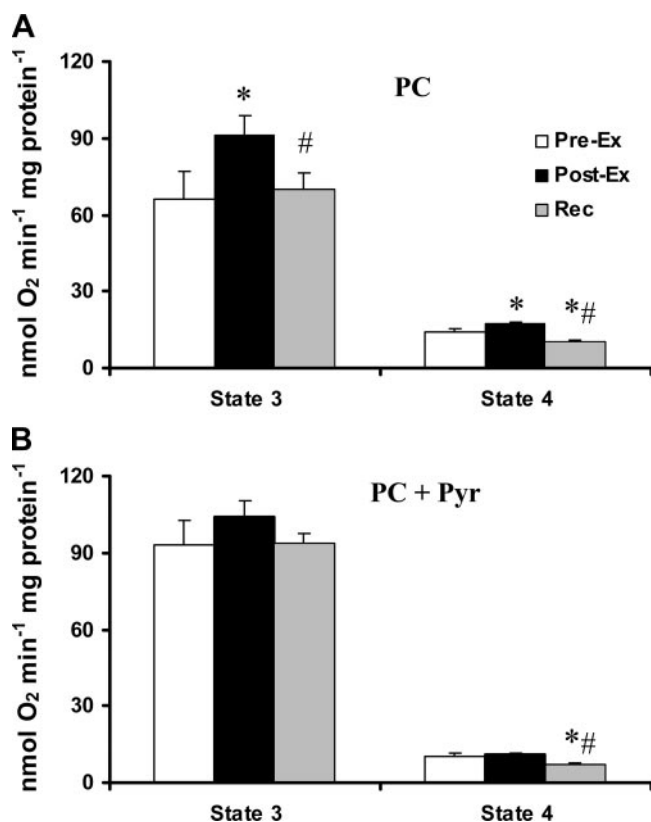 A
PC
nmol O₂ min⁻¹ mg protein⁻¹
120
90
60
30
0
*
#
*
*#
Pre-Ex
Post-Ex
Rec
State 3 State 4
B
PC + Pyr
nmol O₂ min⁻¹ mg protein⁻¹
120
90
60
30
0
*#
State 3 State 4